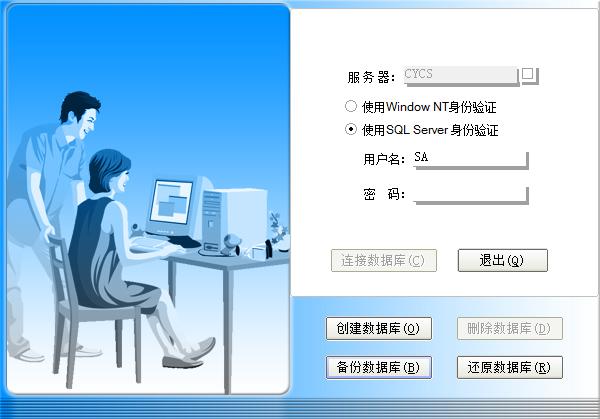 服务器: CYCS
使用Window NT身份验证
使用SQL Server 身份验证
用户名: SA
密 码:
连接数据库(C) 退出(Q)
创建数据库(O) 删除数据库(D)
备份数据库(B) 还原数据库(R)